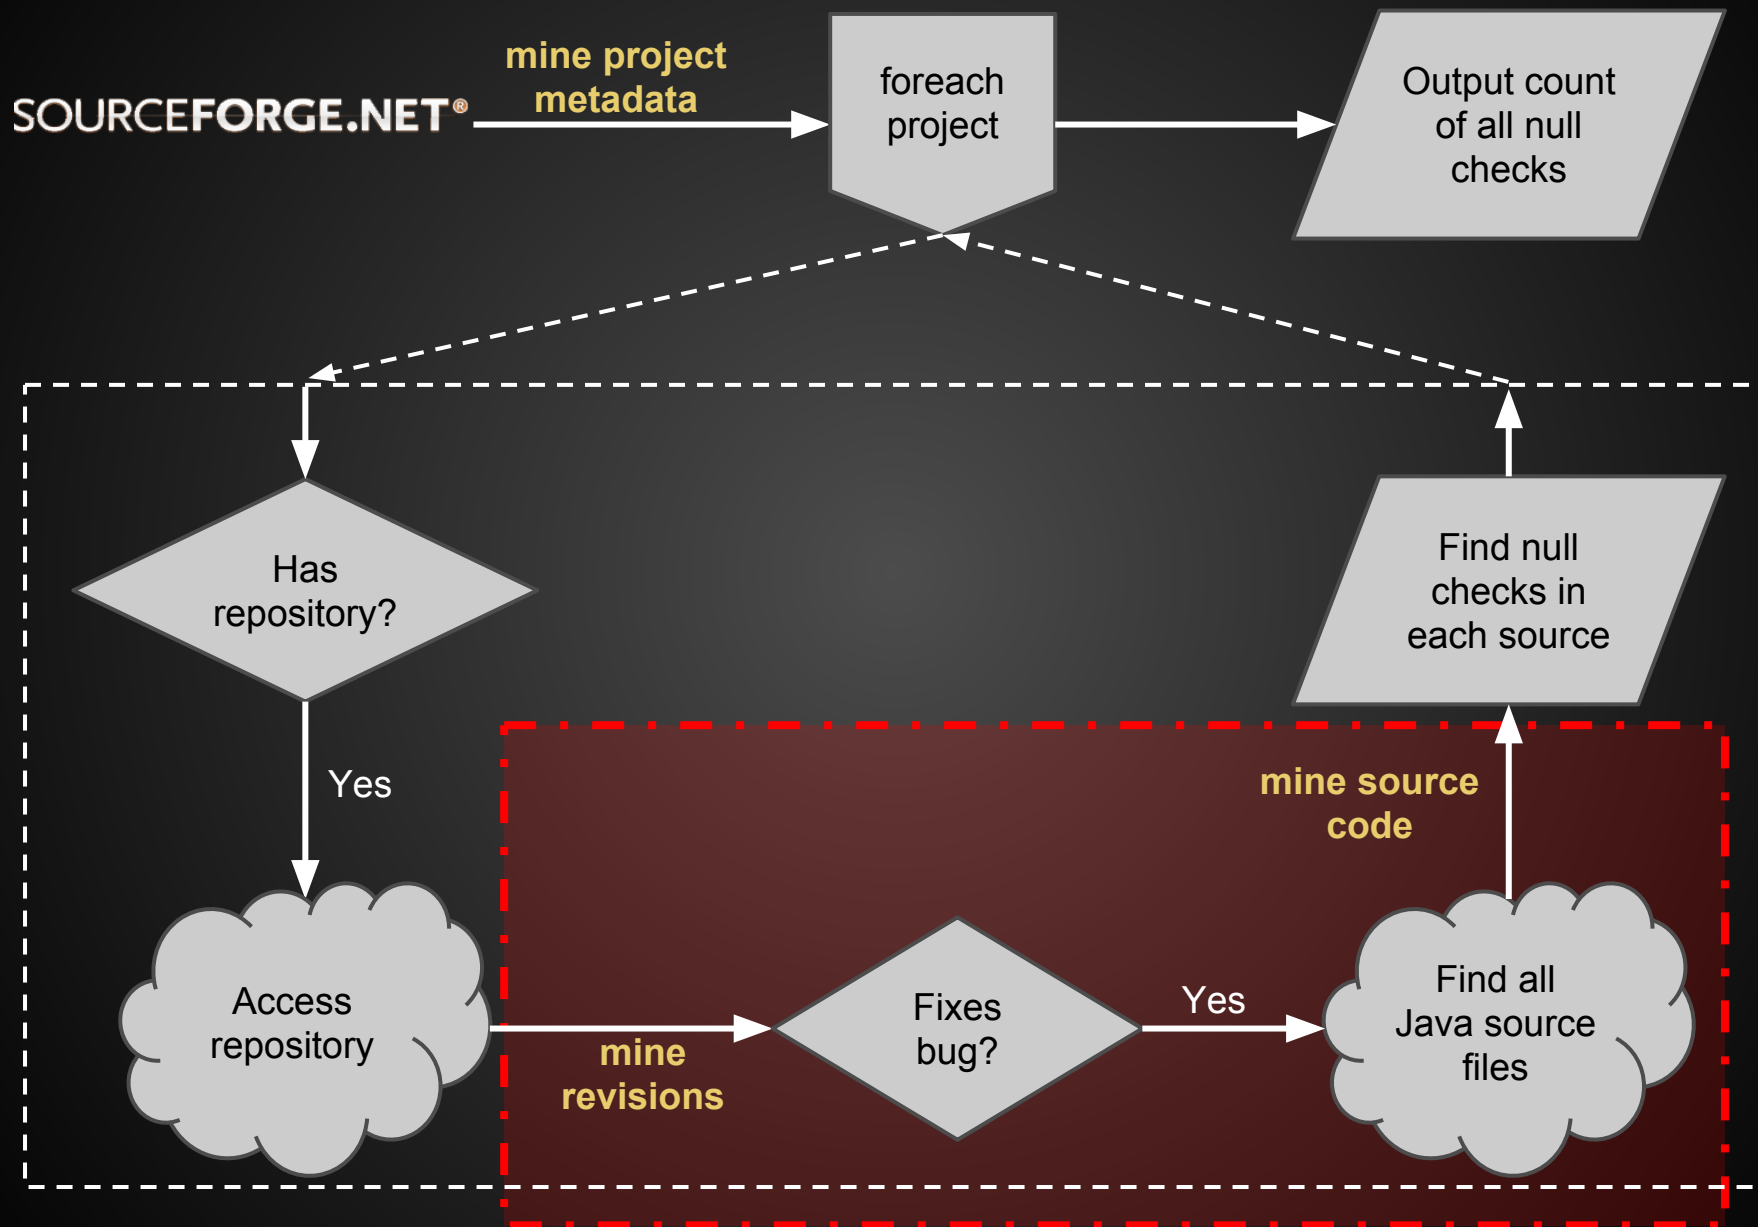 mine project
metadata
SOURCEFORGE.NET®
foreach
project
Output count
of all null
checks
Has
repository?
Find null
checks in
each source
Yes
mine source
code
Access
repository
mine
revisions
Fixes
bug?
Yes
Find all
Java source
files